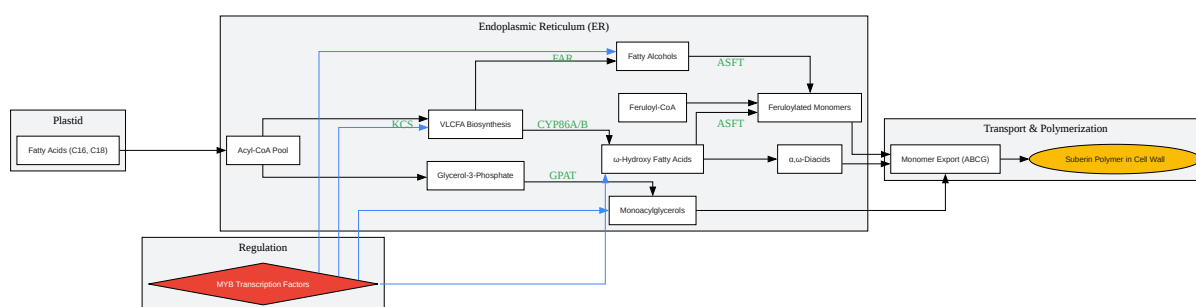 Endoplasmic Reticulum (ER)
Fatty Alcohols
FAR
ASFT
Feruloyl-CoA
Feruloylated Monomers
Plastid
Fatty Acids (C16, C18)
Acyl-CoA Pool
KCS
VLCFA Biosynthesis
CYP86A/B
ASFT
ω-Hydroxy Fatty Acids
α,ω-Diacids
Glycerol-3-Phosphate
GPAT
Monoacylglycerols
Transport & Polymerization
Monomer Export (ABCG)
Suberin Polymer in Cell Wall
Regulation
MYB Transcription Factors